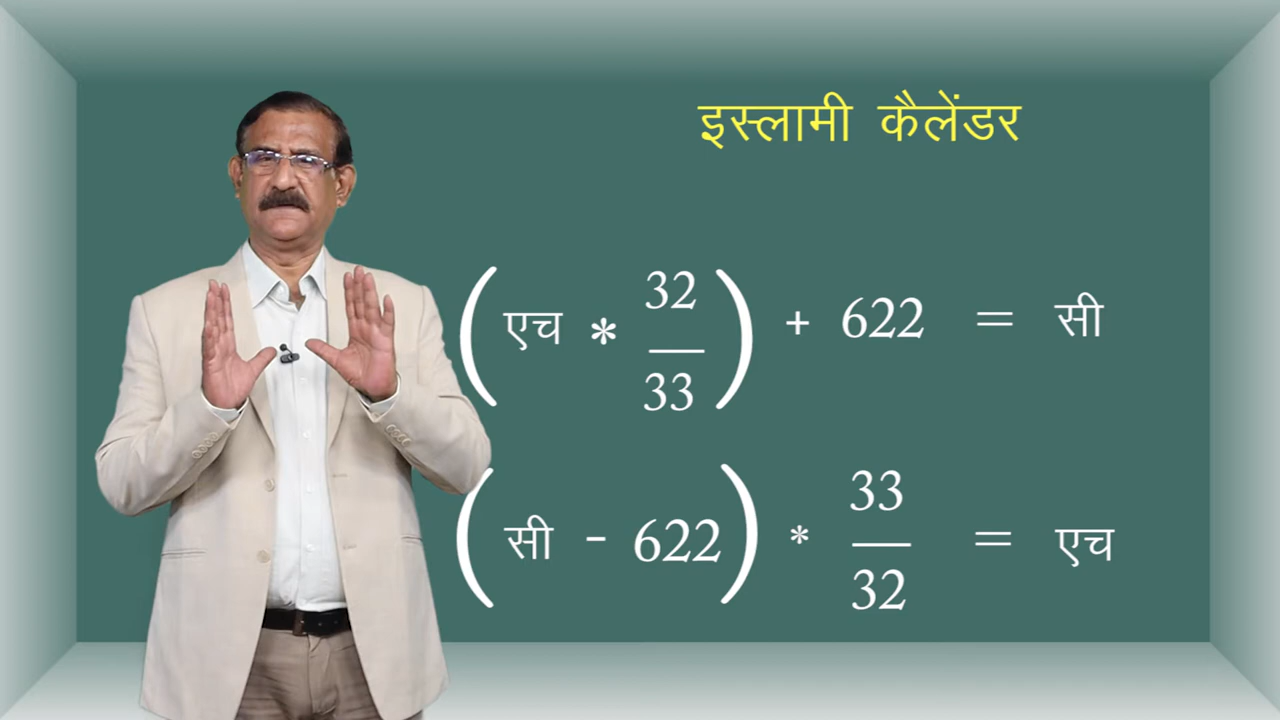 इस्लामी कैलेंडर
( एच * 32/33 ) + 622 = सी
( सी - 622 ) * 33/32 = एच